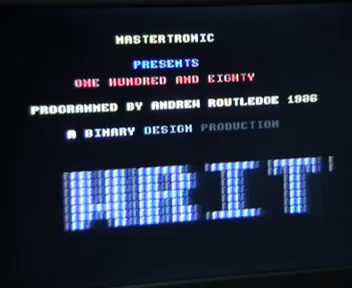 MASTERTRONIC
PRESENTS
ONE HUNDRED AND EIGHTY
PROGRAMMED BY ANDREW ROUTLEDGE 1986
A BINARY DESIGN PRODUCTION
WRIT